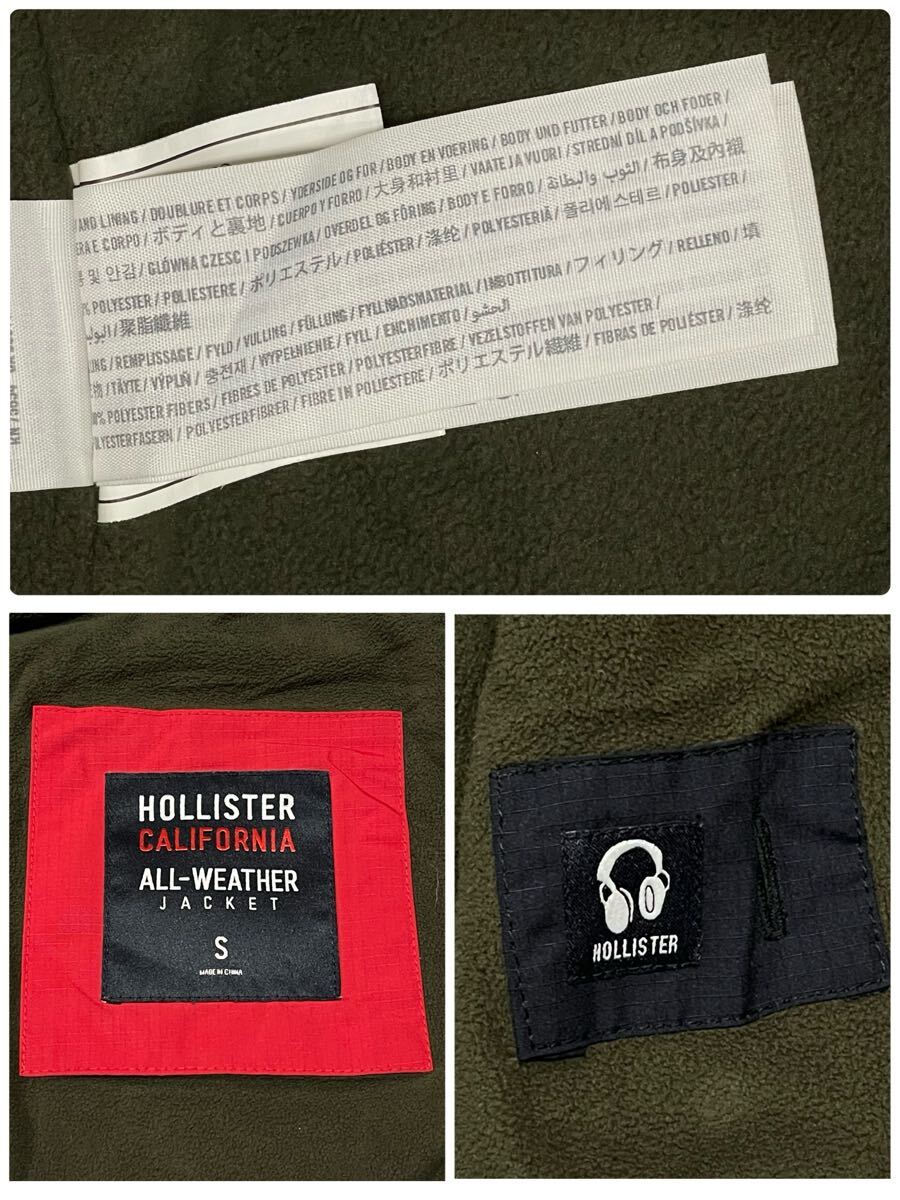 AND LINING / DOUBLURE ET CORPS / YDERSIDE OG FOR / BODY EN VOERING / BODY UND FUTTER / BODY OCH FODER /
E CORPO / ボディと裏地 / CUERPO Y FORRO / 大身和衬里 / VAATE JA VUORI / STREDNÍ DÍL A PODŠÍVKA /
및 안감 / GŁÓWNA CZESC I PODSZEWKA / OVERDEL OG FÔRING / BODY E FORRO / الثوب والبطانة / 布身及內襯
% POLYESTER / POLIESTERE / ポリエステル / POLIÉSTER / 涤纶 / POLYESTERIÄ / 폴리에스테르 / POLIESTER /
/ 聚脂纖維
/ REMPLISSAGE / FYLD / VULLING / FÜLLUNG / FYLLNADSMATERIAL / IMBOTTITURA / フィリング / RELLENO / 填
/ TÄYTE / VÝPLŇ / 충전재 / WYPEŁNIENIE / FYLL / ENCHIMENTO / الحشو /
% POLYESTER FIBERS / FIBRES DE POLYESTER / POLYESTERFIBRE / VEZELSTOFFEN VAN POLYESTER /
POLYESTERFASERN / POLYESTERFIBRER / FIBRE IN POLIESTERE / ポリエステル繊維 / FIBRAS DE POLIÉSTER / 涤纶
HOLLISTER
CALIFORNIA
ALL-WEATHER
JACKET
S
MADE IN CHINA
HOLLISTER